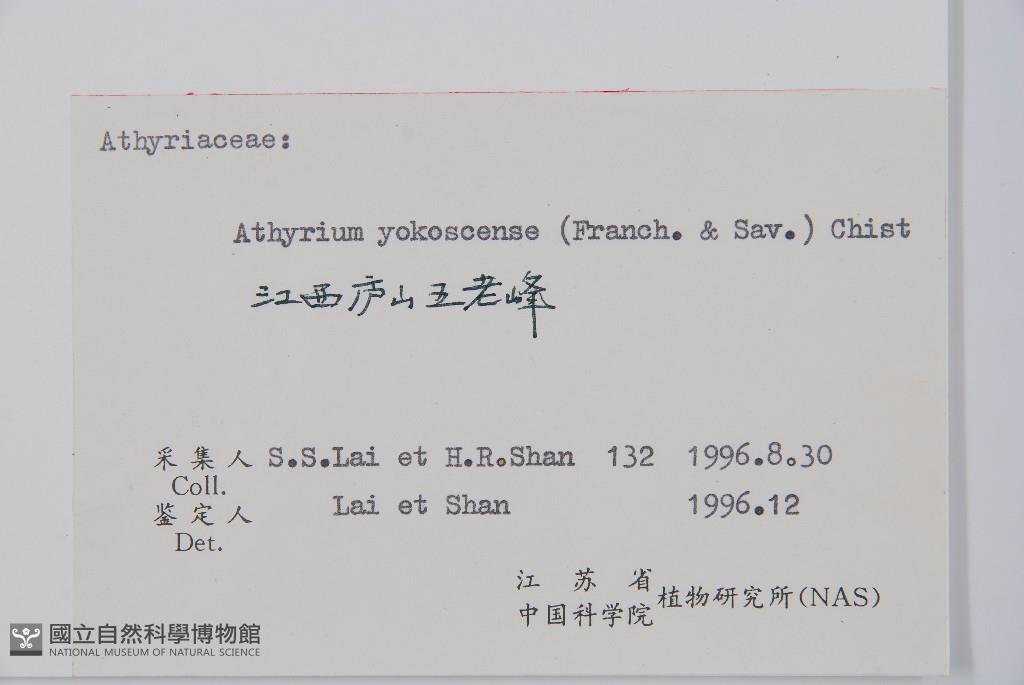 Athyriaceae:
Athyrium yokoscense (Franch. & Sav.) Chist
江西庐山五老峰
采集人 S.S.Lai et H.R.Shan 132 1996.8.30
Coll.
鉴定人 Lai et Shan 1996.12
Det.
江苏省
中国科学院 植物研究所(NAS)
國立自然科學博物館
NATIONAL MUSEUM OF NATURAL SCIENCE